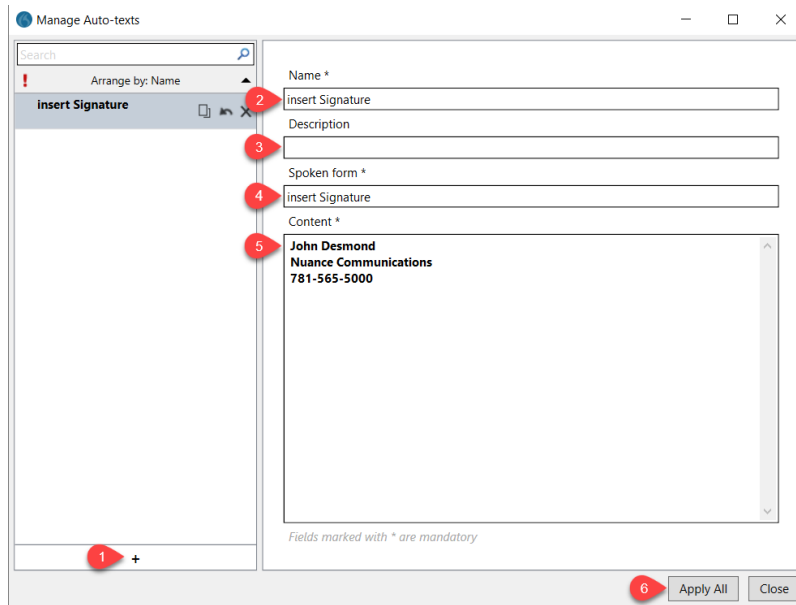 Manage Auto-texts
Search
! Arrange by: Name
insert Signature
1 +
Name *
2 insert Signature
Description
3
Spoken form *
4 insert Signature
Content *
5 John Desmond
Nuance Communications
781-565-5000
Fields marked with * are mandatory
6 Apply All Close